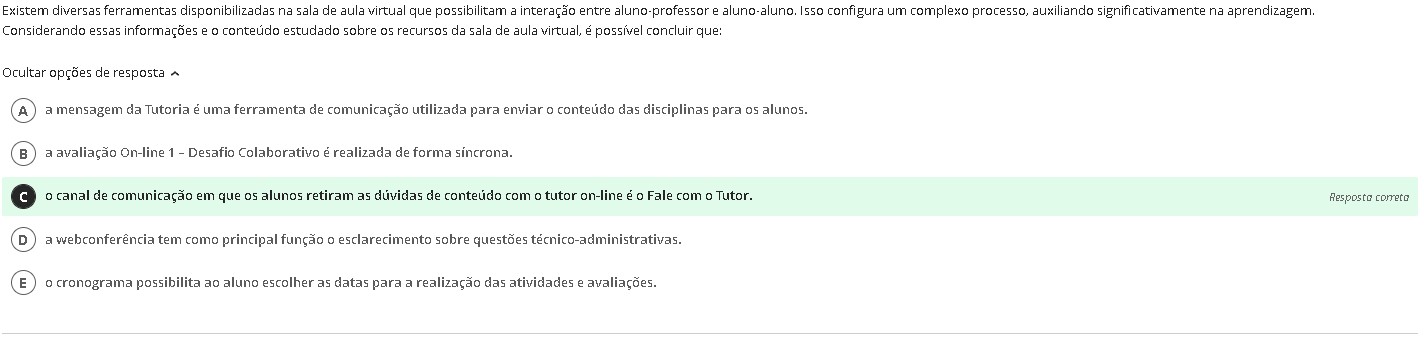 Existem diversas ferramentas disponibilizadas na sala de aula virtual que possibilitam a interação entre aluno-professor e aluno-aluno. Isso configura um complexo processo, auxiliando significativamente na aprendizagem.
Considerando essas informações e o conteúdo estudado sobre os recursos da sala de aula virtual, é possível concluir que:
Ocultar opções de resposta
A a mensagem da Tutoria é uma ferramenta de comunicação utilizada para enviar o conteúdo das disciplinas para os alunos.
B a avaliação On-line 1 – Desafio Colaborativo é realizada de forma síncrona.
C o canal de comunicação em que os alunos retiram as dúvidas de conteúdo com o tutor on-line é o Fale com o Tutor. Resposta correta
D a webconferência tem como principal função o esclarecimento sobre questões técnico-administrativas.
E o cronograma possibilita ao aluno escolher as datas para a realização das atividades e avaliações.